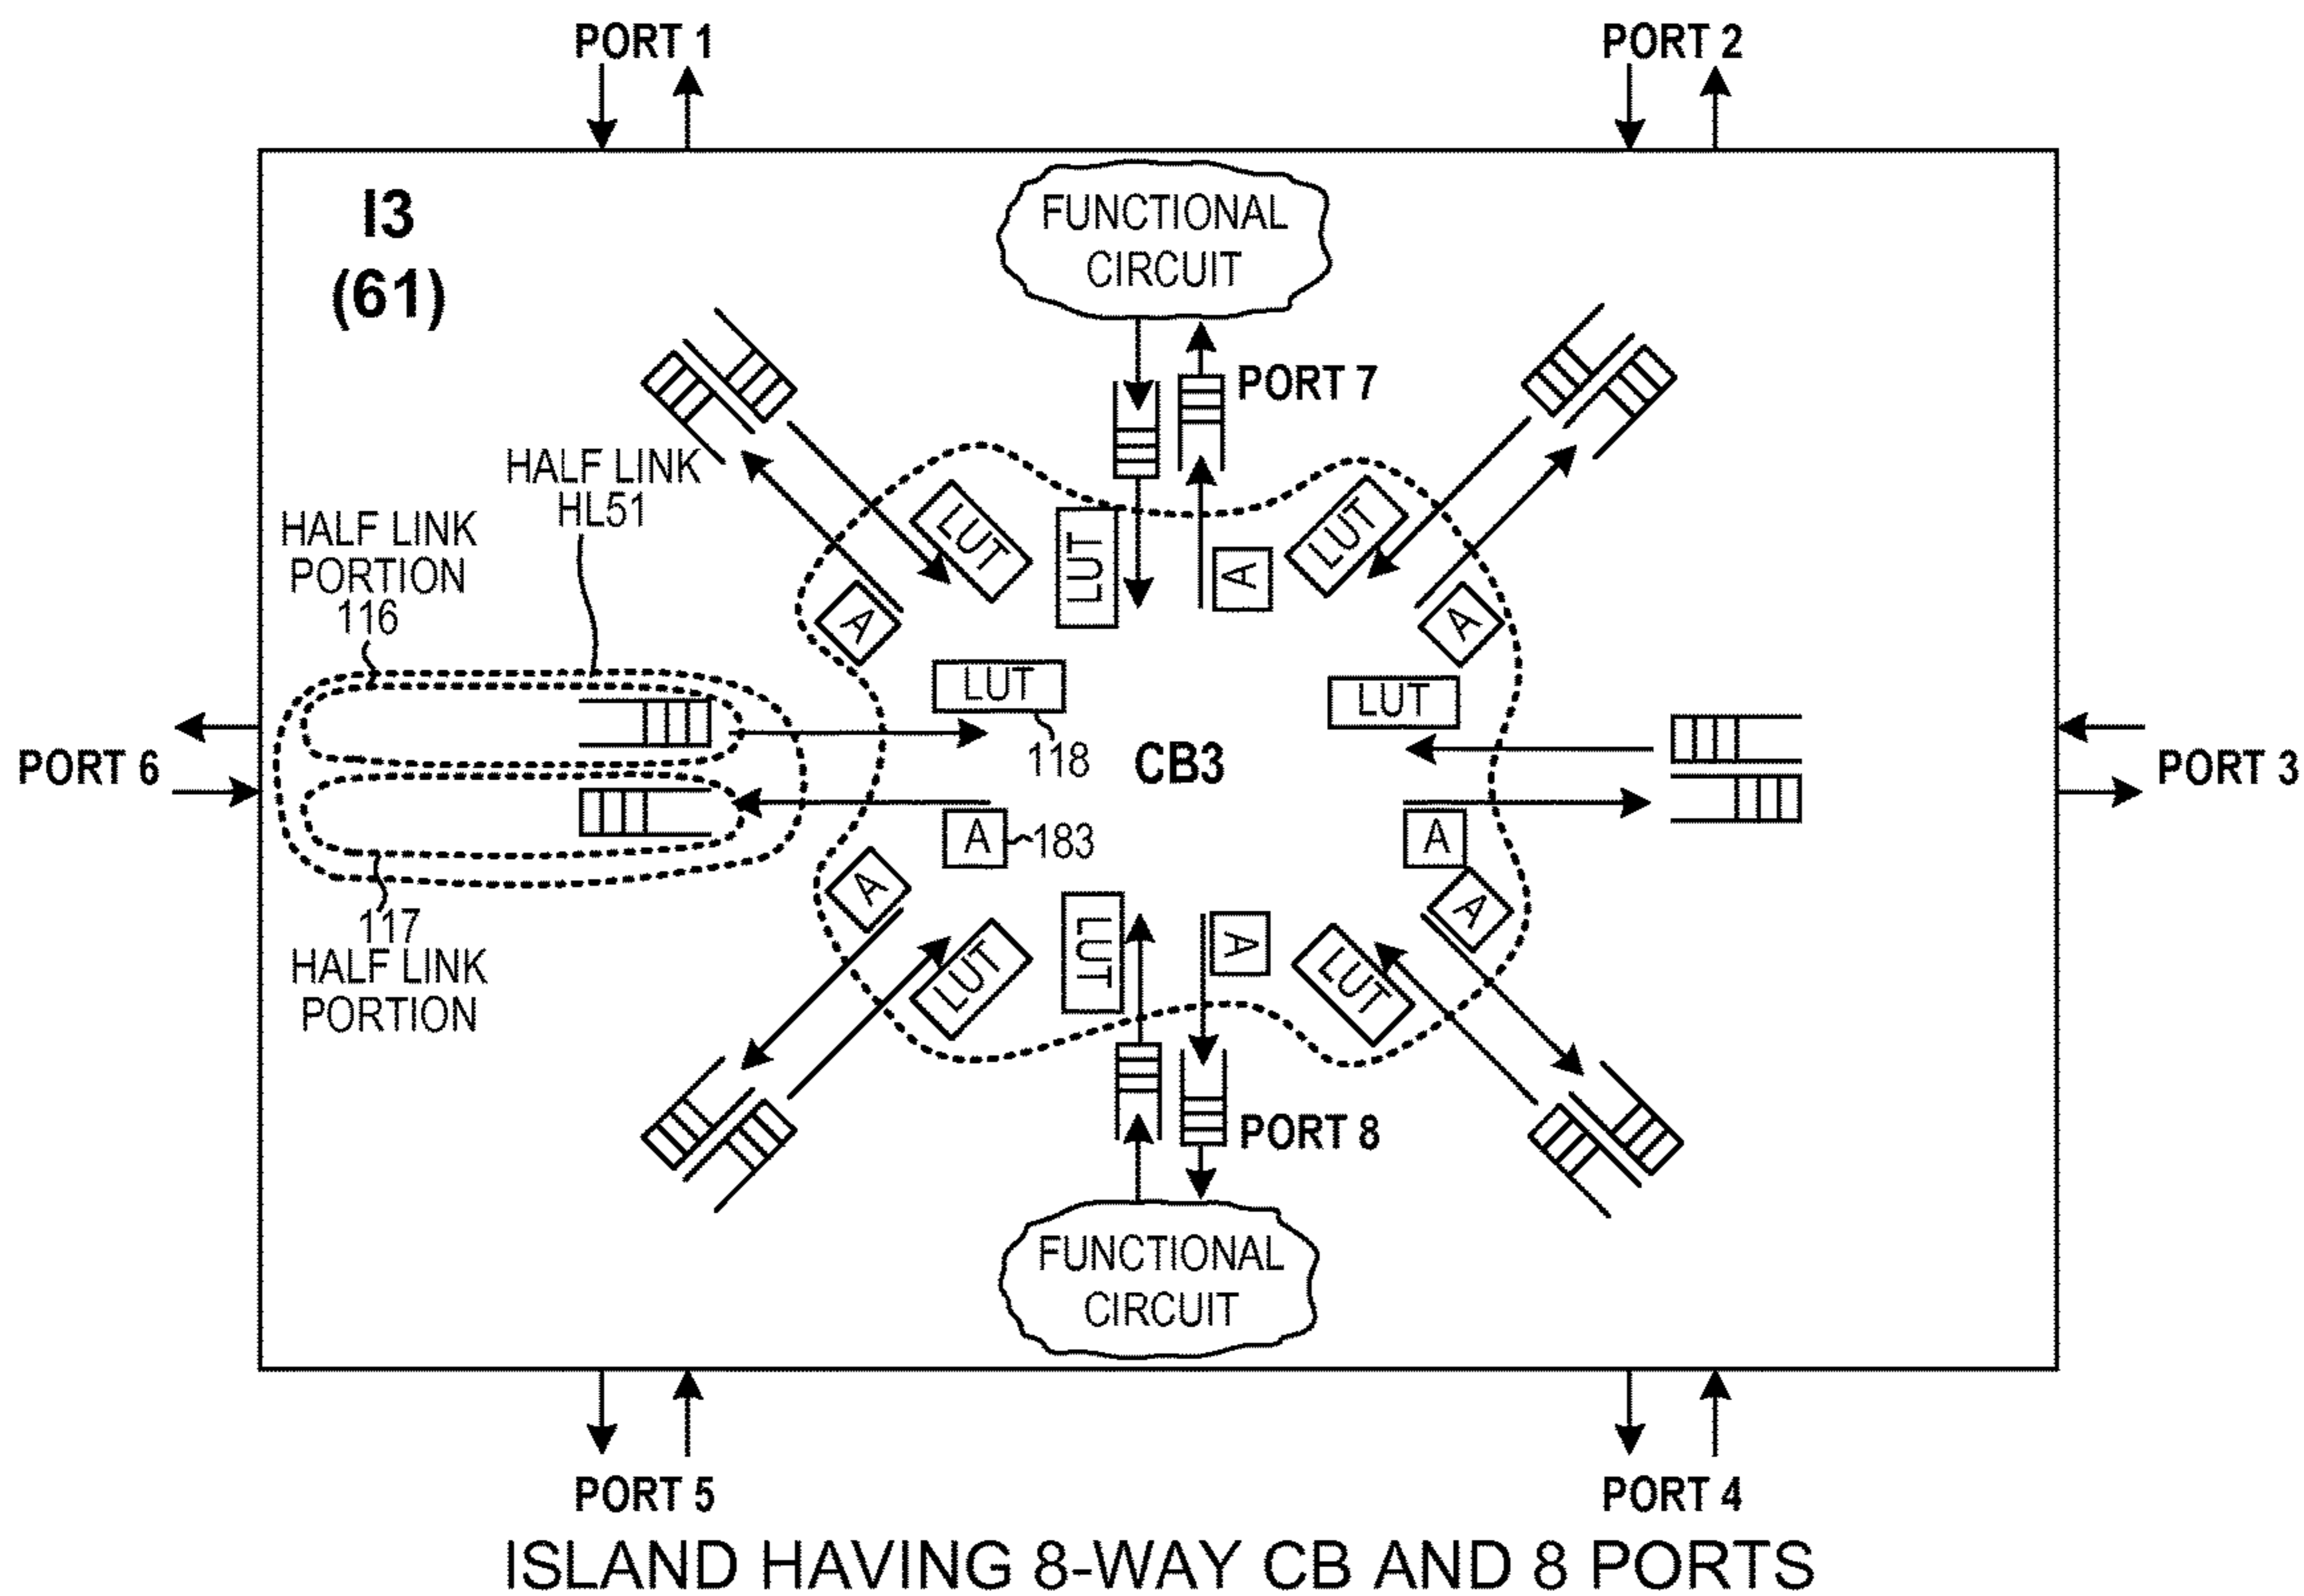 PORT 1
PORT 2
I3
(61)
FUNCTIONAL
CIRCUIT
PORT 7
HALF LINK
HL51
HALF LINK
PORTION
116
LUT
LUT
A
LUT
A
A
LUT
118
LUT
CB3
PORT 6
PORT 3
A
183
A
A
A
117
HALF LINK
PORTION
LUT
LUT
A
LUT
PORT 8
FUNCTIONAL
CIRCUIT
PORT 5
PORT 4
ISLAND HAVING 8-WAY CB AND 8 PORTS